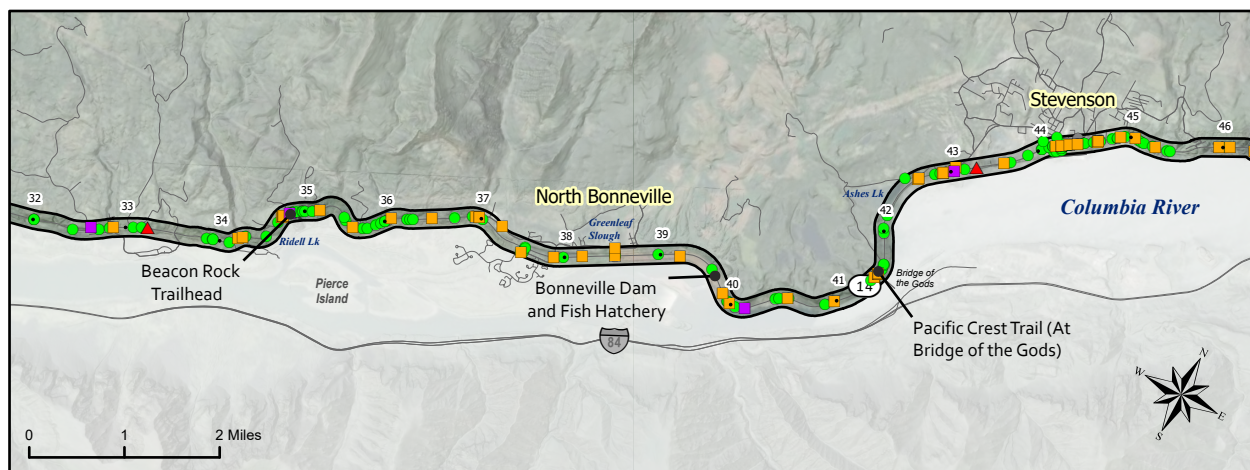 Stevenson
44
45
46
43
Ashes Lk
42
Columbia River
32
33
34
35
36
37
North Bonneville
Greenleaf
Slough
38
39
Ridell Lk
Beacon Rock
Trailhead
Pierce
Island
Bonneville Dam
and Fish Hatchery
40
41
14
Bridge of
the Gods
Pacific Crest Trail (At
Bridge of the Gods)
84
N
W
E
S
0
1
2 Miles